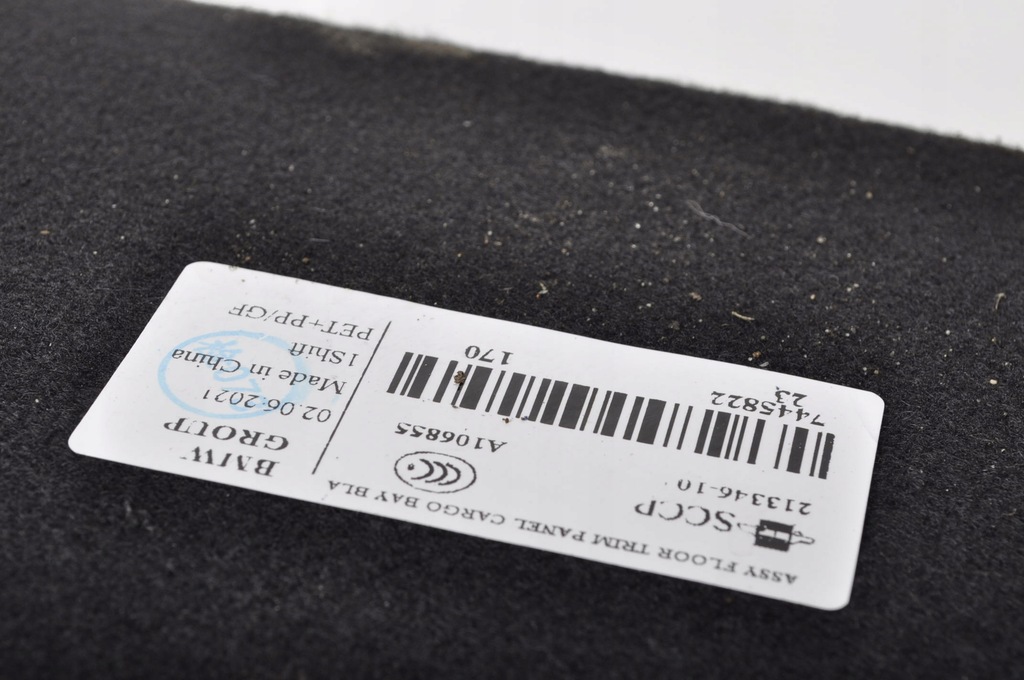 ASSY FLOOR TRIM PANEL CARGO BAY BLA
SCCP
213346-10
A106855
7445822
23
170
BMW
GROUP
02.06.2021
Made in China
1Shift
PET+PP/GF